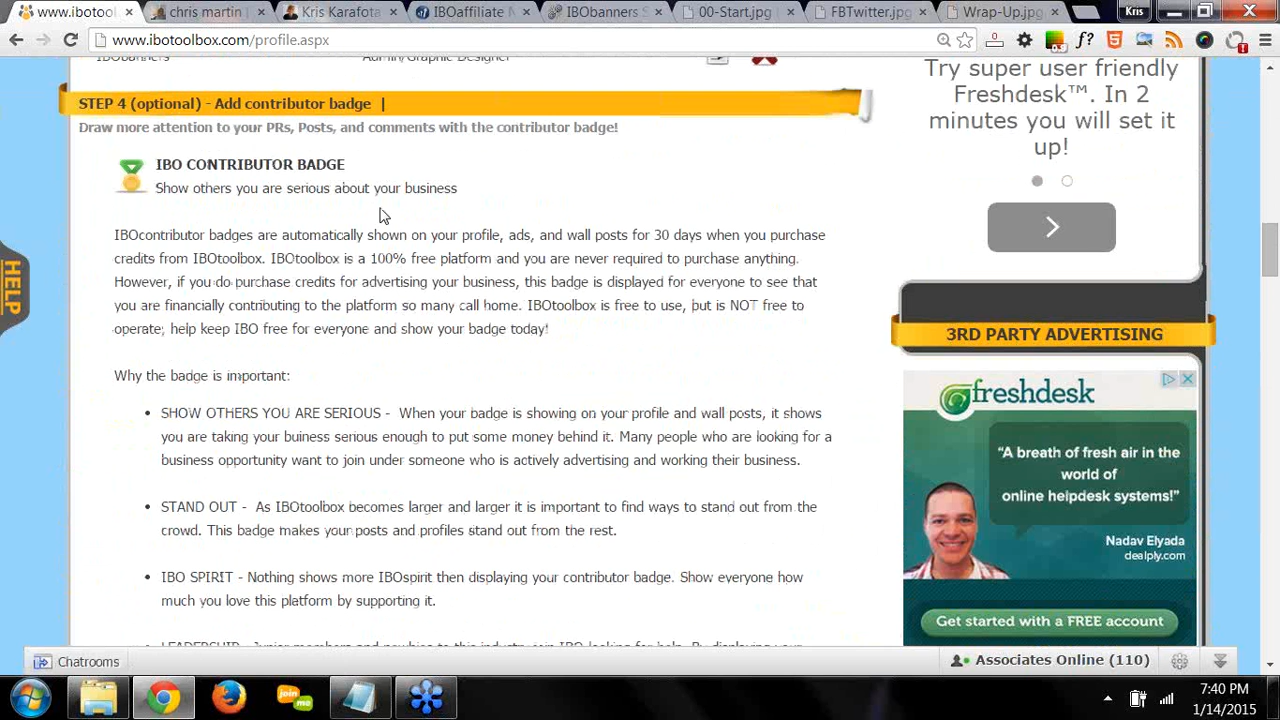 www.ibotoolb
chris martin
Kris Karafota
IBOaffiliate N
IBObanners S
00-Start.jpg
FBTwitter.jpg
Wrap-Up.jpg
Kris
www.ibotoolbox.com/profile.aspx
f?
IBObanners
Admin/Graphic Designer
STEP 4 (optional) - Add contributor badge |
Draw more attention to your PRs, Posts, and comments with the contributor badge!
IBO CONTRIBUTOR BADGE
Show others you are serious about your business
IBOcontributor badges are automatically shown on your profile, ads, and wall posts for 30 days when you purchase
credits from IBOtoolbox. IBOtoolbox is a 100% free platform and you are never required to purchase anything.
However, if you do purchase credits for advertising your business, this badge is displayed for everyone to see that
you are financially contributing to the platform so many call home. IBOtoolbox is free to use, but is NOT free to
operate; help keep IBO free for everyone and show your badge today!
Why the badge is important:
• SHOW OTHERS YOU ARE SERIOUS - When your badge is showing on your profile and wall posts, it shows
you are taking your buiness serious enough to put some money behind it. Many people who are looking for a
business opportunity want to join under someone who is actively advertising and working their business.
• STAND OUT - As IBOtoolbox becomes larger and larger it is important to find ways to stand out from the
crowd. This badge makes your posts and profiles stand out from the rest.
• IBO SPIRIT - Nothing shows more IBOspirit then displaying your contributor badge. Show everyone how
much you love this platform by supporting it.
HELP
Try super user friendly
Freshdesk™. In 2
minutes you will set it
up!
3RD PARTY ADVERTISING
freshdesk
"A breath of fresh air in the
world of
online helpdesk systems!"
Nadav Elyada
dealply.com
Get started with a FREE account
Chatrooms
Associates Online (110)
join
me
7:40 PM
1/14/2015